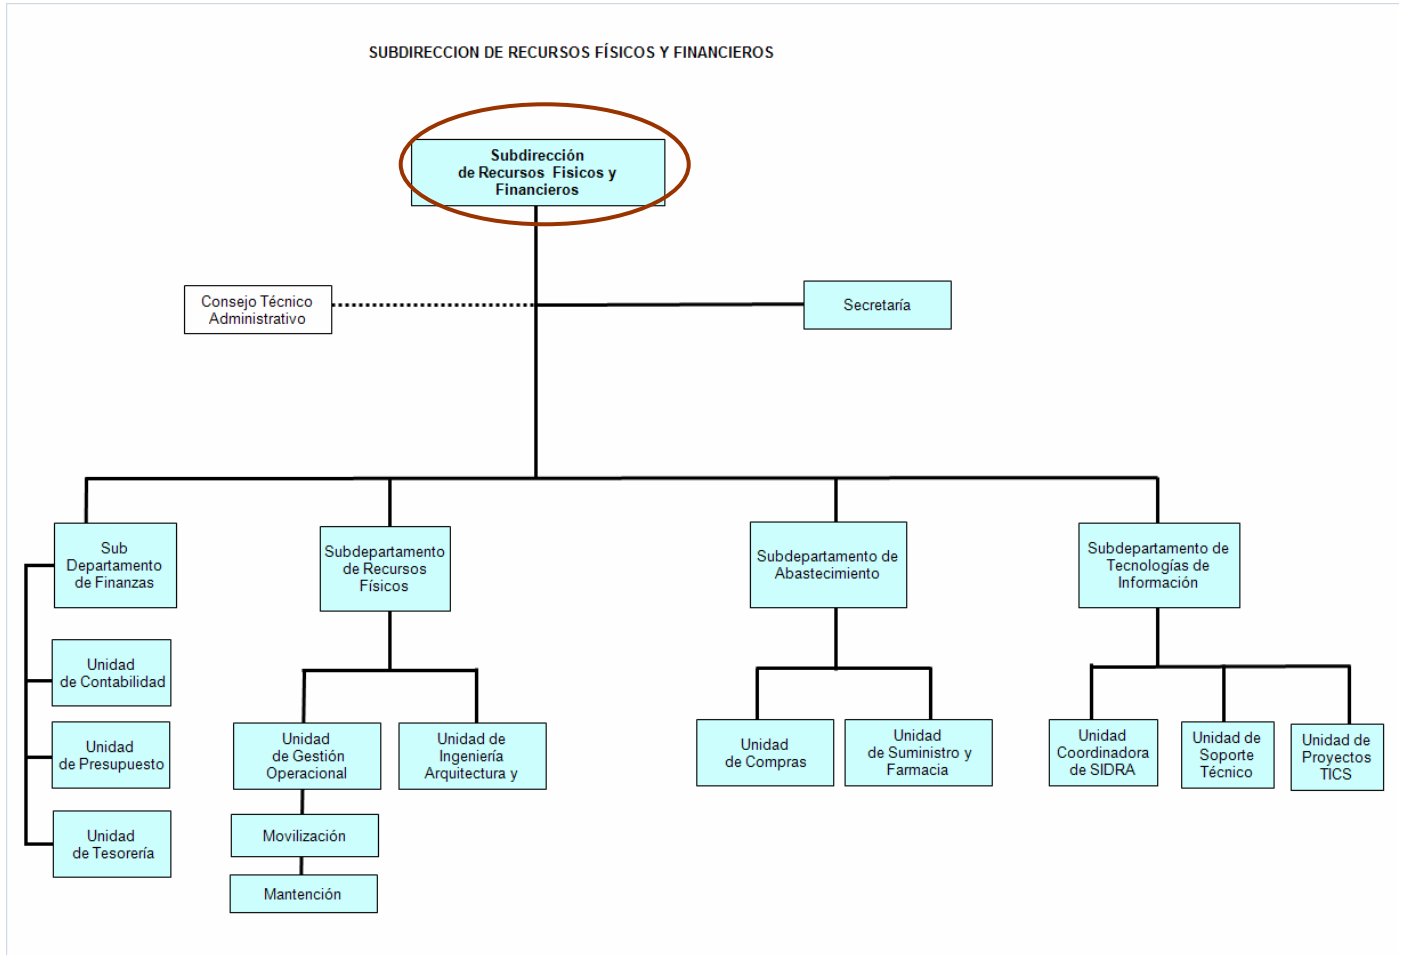 SUBDIRECCION DE RECURSOS FÍSICOS Y FINANCIEROS
Subdirección
de Recursos Fisicos y
Financieros
Consejo Técnico
Administrativo
Secretaría
Sub
Departamento
de Finanzas
Subdepartamento
de Recursos
Físicos
Subdepartamento de
Abastecimiento
Subdepartamento de
Tecnologías de
Información
Unidad
de Contabilidad
Unidad
de Presupuesto
Unidad
de Tesorería
Unidad
de Gestión
Operacional
Unidad de
Ingeniería
Arquitectura y
Movilización
Mantención
Unidad
de Compras
Unidad
de Suministro y
Farmacia
Unidad
Coordinadora
de SIDRA
Unidad de
Soporte
Técnico
Unidad de
Proyectos
TICS